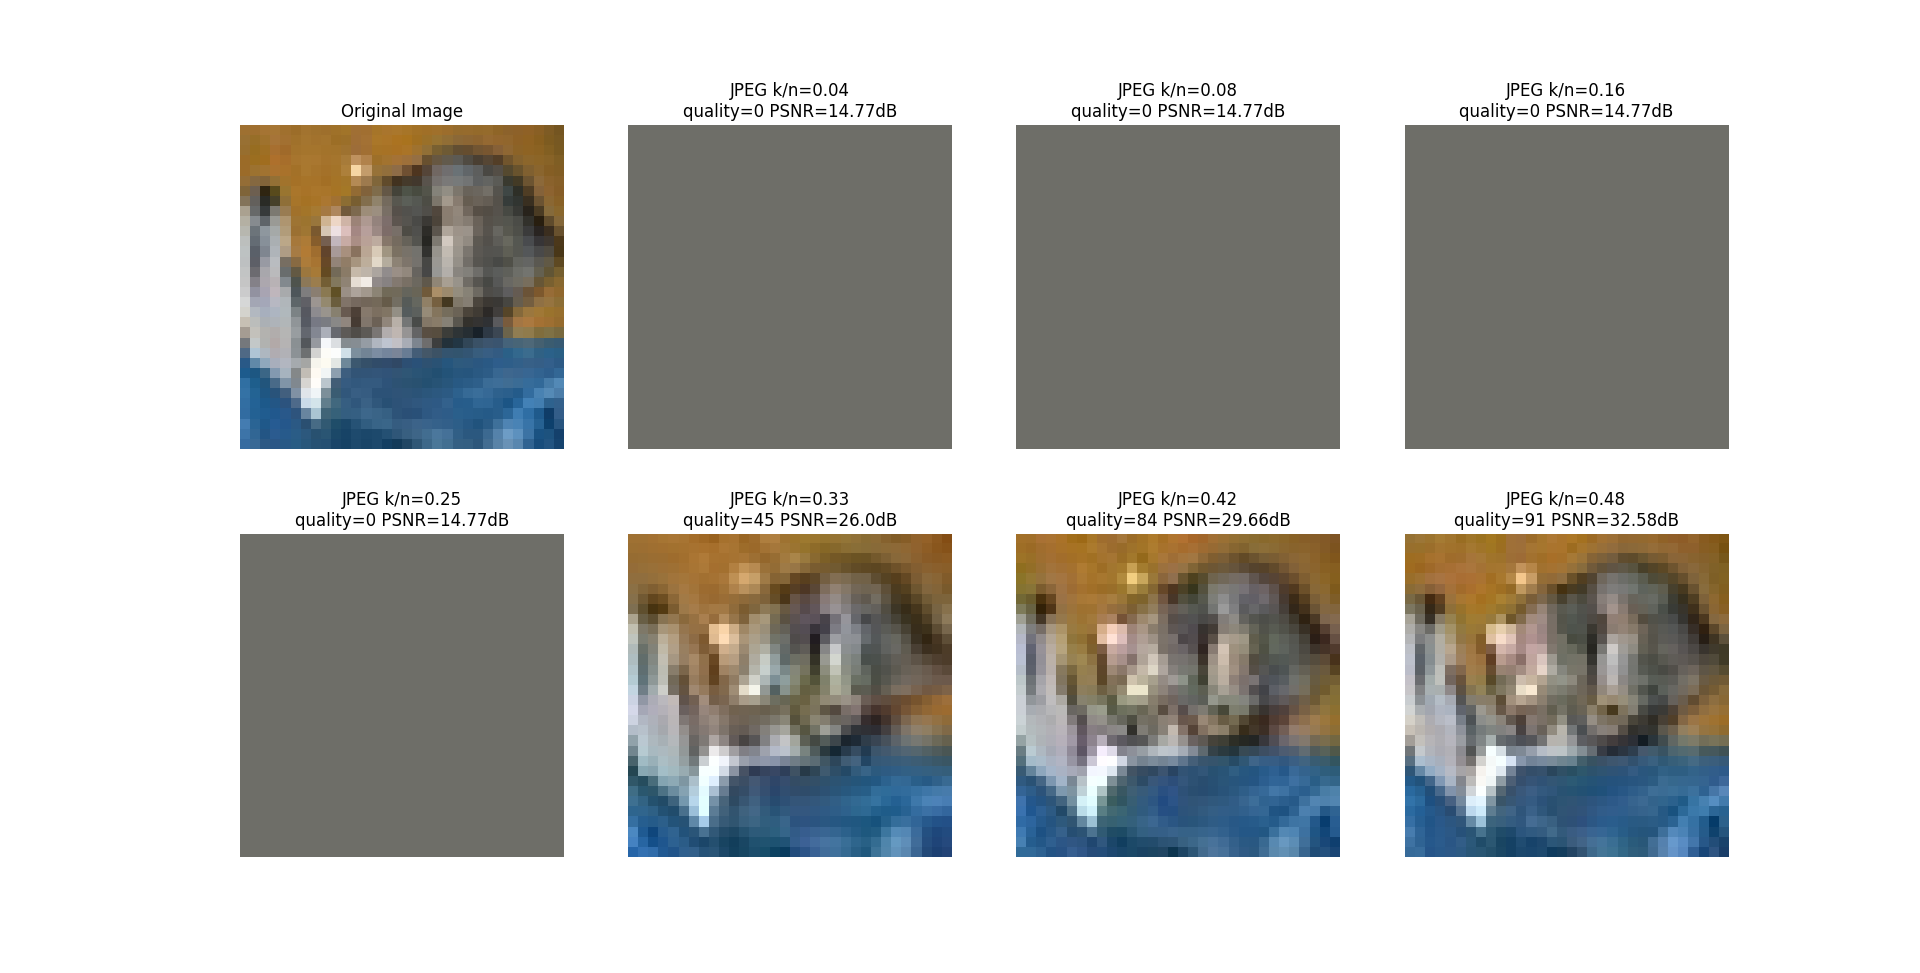 Original Image
JPEG k/n=0.04
quality=0 PSNR=14.77dB
JPEG k/n=0.08
quality=0 PSNR=14.77dB
JPEG k/n=0.16
quality=0 PSNR=14.77dB
JPEG k/n=0.25
quality=0 PSNR=14.77dB
JPEG k/n=0.33
quality=45 PSNR=26.0dB
JPEG k/n=0.42
quality=84 PSNR=29.66dB
JPEG k/n=0.48
quality=91 PSNR=32.58dB